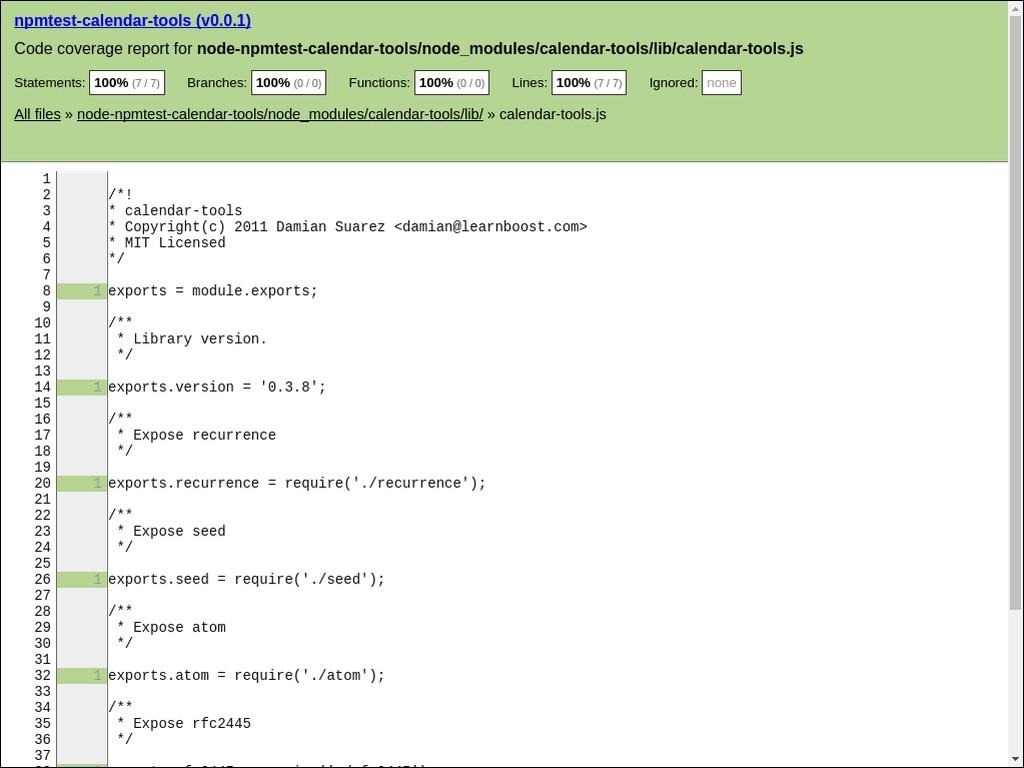 npmtest-calendar-tools (v0.0.1)
Code coverage report for node-npmtest-calendar-tools/node_modules/calendar-tools/lib/calendar-tools.js
Statements: 100% (7 / 7) Branches: 100% (0 / 0) Functions: 100% (0 / 0) Lines: 100% (7 / 7) Ignored: none
All files » node-npmtest-calendar-tools/node_modules/calendar-tools/lib/ » calendar-tools.js
1
2 /*!
3 * calendar-tools
4 * Copyright(c) 2011 Damian Suarez <damian@learnboost.com>
5 * MIT Licensed
6 */
7
8 1 exports = module.exports;
9
10 /**
11 * Library version.
12 */
13
14 1 exports.version = '0.3.8';
15
16 /**
17 * Expose recurrence
18 */
19
20 1 exports.recurrence = require('./recurrence');
21
22 /**
23 * Expose seed
24 */
25
26 1 exports.seed = require('./seed');
27
28 /**
29 * Expose atom
30 */
31
32 1 exports.atom = require('./atom');
33
34 /**
35 * Expose rfc2445
36 */
37